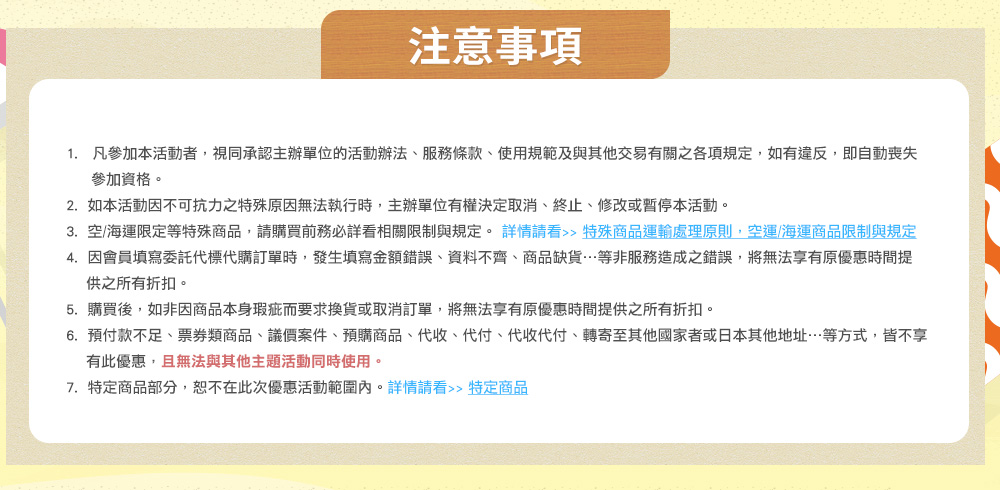 注意事項
1. 凡參加本活動者，視同承認主辦單位的活動辦法、服務條款、使用規範及與其他交易有關之各項規定，如有違反，即自動喪失
參加資格。
2. 如本活動因不可抗力之特殊原因無法執行時，主辦單位有權決定取消、終止、修改或暫停本活動。
3. 空/海運限定等特殊商品，請購買前務必詳看相關限制與規定。 詳情請看>> 特殊商品運輸處理原則，空運/海運商品限制與規定
4. 因會員填寫委託代標代購訂單時，發生填寫金額錯誤、資料不齊、商品缺貨…等非服務造成之錯誤，將無法享有原優惠時間提
供之所有折扣。
5. 購買後，如非因商品本身瑕疵而要求換貨或取消訂單，將無法享有原優惠時間提供之所有折扣。
6. 預付款不足、票券類商品、議價案件、預購商品、代收、代付、代收代付、轉寄至其他國家者或日本其他地址…等方式，皆不享
有此優惠，且無法與其他主題活動同時使用。
7. 特定商品部分，恕不在此次優惠活動範圍內。詳情請看>> 特定商品